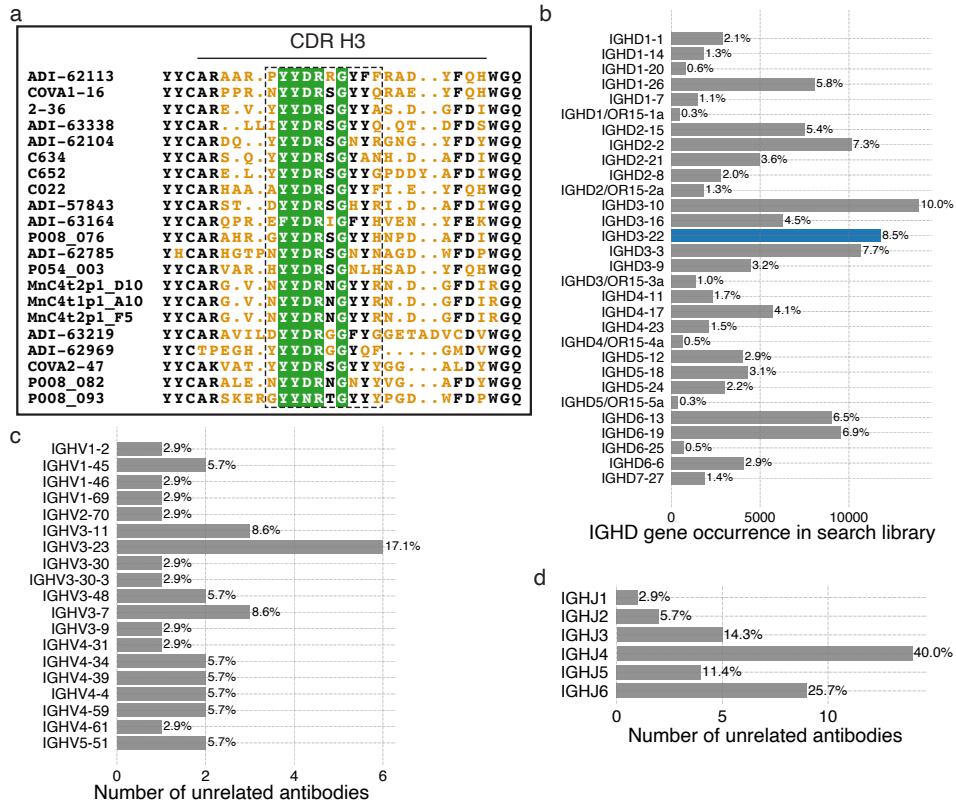 a
CDR H3
ADI-62113 YYCARAAR.PYYDRRGYFFRAD..YFQHWGQ
COVA1-16 YYCARPPR.NYYDRSGYYQRAE..YFQHWGQ
2-36 YYCARE.V.YYYDRSGYYAS.D..GFDIWGQ
ADI-63338 YYCAR..LLIYYDRSGYYQ.QT..DFDSWGQ
ADI-62104 YYCARDQ..YYYDRSGNYRGNG..YFDYWGQ
C634 YYCARS.Q.YYYDRSGYANH.D.AFDIWGQ
C652 YYCARE.L.YYYDRSGYYGPDDYAFDIWGQ
C022 YYCARHAA.AYYDRSGYYFI.E.YFQHWGQ
ADI-57843 YYCARST..DYYDRSGHYRI.D..YFDYWGQ
ADI-63164 YYCARQPR.EFYDRIGFYHVEN.YFEKWGQ
P008_076 YYCARAHR.GYYDRSGYYHNPD.AFDIWGQ
ADI-62785 YHCARHGTPNYYDRSGNYNAGD.WFDPWGQ
P054_003 YYCARVAR.HYYDRSGNLHSAD.YFQHWGQ
MnC4t2p1_D10 YYCARG.V.NYYDRNGYYRN.D..GFDIRGQ
MnC4t1p1_A10 YYCARG.V.NYYDRNGYYRN.D..GFDIRGQ
MnC4t2p1_F5 YYCARG.V.NYYDRNGYYRN.D..GFDIRGQ
ADI-63219 YYCARAVILDYYDRGGFYGGETADVCDVWGQ
ADI-62969 YYCTPEGH.YYYDRGGYQF.....GMDVWGQ
COVA2-47 YYCAKVAT.YYYDRSGYYYGG...ALDYWGQ
P008_082 YYCARALE.NYYDRNGNYYVG...AFDYWGQ
P008_093 YYCARSKERGYYNRTGYYYPGD..WFDPWGQ
b
IGHD1-1 2.1%
IGHD1-14 1.3%
IGHD1-20 0.6%
IGHD1-26 5.8%
IGHD1-7 1.1%
IGHD1/OR15-1a 0.3%
IGHD2-15 5.4%
IGHD2-2 7.3%
IGHD2-21 3.6%
IGHD2-8 2.0%
IGHD2/OR15-2a 1.3%
IGHD3-10 10.0%
IGHD3-16 4.5%
IGHD3-22 8.5%
IGHD3-3 7.7%
IGHD3-9 3.2%
IGHD3/OR15-3a 1.0%
IGHD4-11 1.7%
IGHD4-17 4.1%
IGHD4-23 1.5%
IGHD4/OR15-4a 0.5%
IGHD5-12 2.9%
IGHD5-18 3.1%
IGHD5-24 2.2%
IGHD5/OR15-5a 0.3%
IGHD6-13 6.5%
IGHD6-19 6.9%
IGHD6-25 0.5%
IGHD6-6 2.9%
IGHD7-27 1.4%
0 5000 10000
IGHD gene occurrence in search library
c
IGHV1-2 2.9%
IGHV1-45 5.7%
IGHV1-46 2.9%
IGHV1-69 2.9%
IGHV2-70 2.9%
IGHV3-11 8.6%
IGHV3-23 17.1%
IGHV3-30 2.9%
IGHV3-30-3 2.9%
IGHV3-48 5.7%
IGHV3-7 8.6%
IGHV3-9 2.9%
IGHV4-31 2.9%
IGHV4-34 5.7%
IGHV4-39 5.7%
IGHV4-4 5.7%
IGHV4-59 5.7%
IGHV4-61 2.9%
IGHV5-51 5.7%
0 2 4 6
Number of unrelated antibodies
d
IGHJ1 2.9%
IGHJ2 5.7%
IGHJ3 14.3%
IGHJ4 40.0%
IGHJ5 11.4%
IGHJ6 25.7%
0 5 10
Number of unrelated antibodies